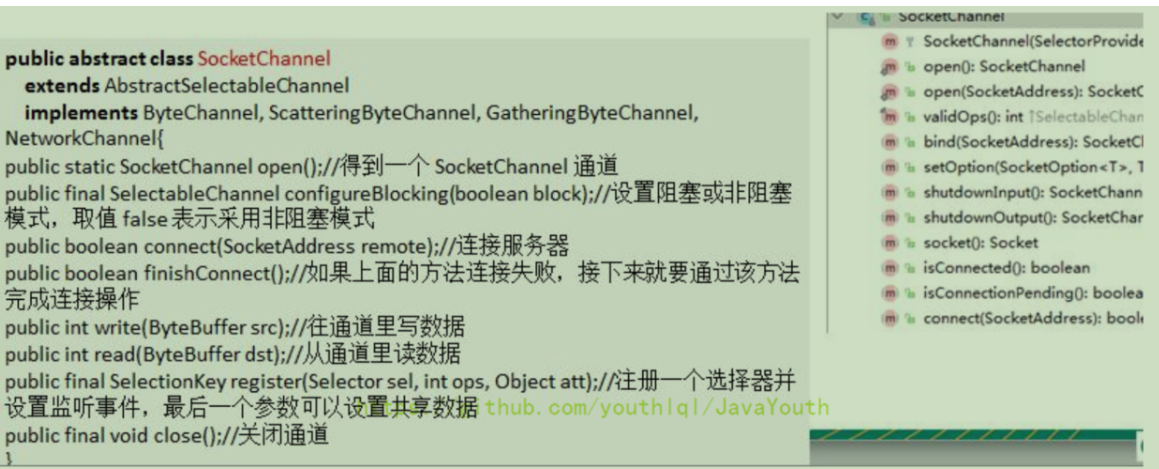 public abstract class SocketChannel
extends AbstractSelectableChannel
implements ByteChannel, ScatteringByteChannel, GatheringByteChannel,
NetworkChannel{
public static SocketChannel open();//得到一个 SocketChannel 通道
public final SelectableChannel configureBlocking(boolean block);//设置阻塞或非阻塞
模式，取值 false 表示采用非阻塞模式
public boolean connect(SocketAddress remote);//连接服务器
public boolean finishConnect();//如果上面的方法连接失败，接下来就要通过该方法
完成连接操作
public int write(ByteBuffer src);//往通道里写数据
public int read(ByteBuffer dst);//从通道里读数据
public final SelectionKey register(Selector sel, int ops, Object att);//注册一个选择器并
设置监听事件，最后一个参数可以设置共享数据
thub.com/youthlql/JavaYouth
public final void close();//关闭通道
}
SocketChannel
SocketChannel(SelectorProvide
open(): SocketChannel
open(SocketAddress): SocketC
validOps(): int ↑SelectableChan
bind(SocketAddress): SocketCl
setOption(SocketOption<T>, T
shutdownInput(): SocketChann
shutdownOutput(): SocketChar
socket(): Socket
isConnected(): boolean
isConnectionPending(): boolea
connect(SocketAddress): boole